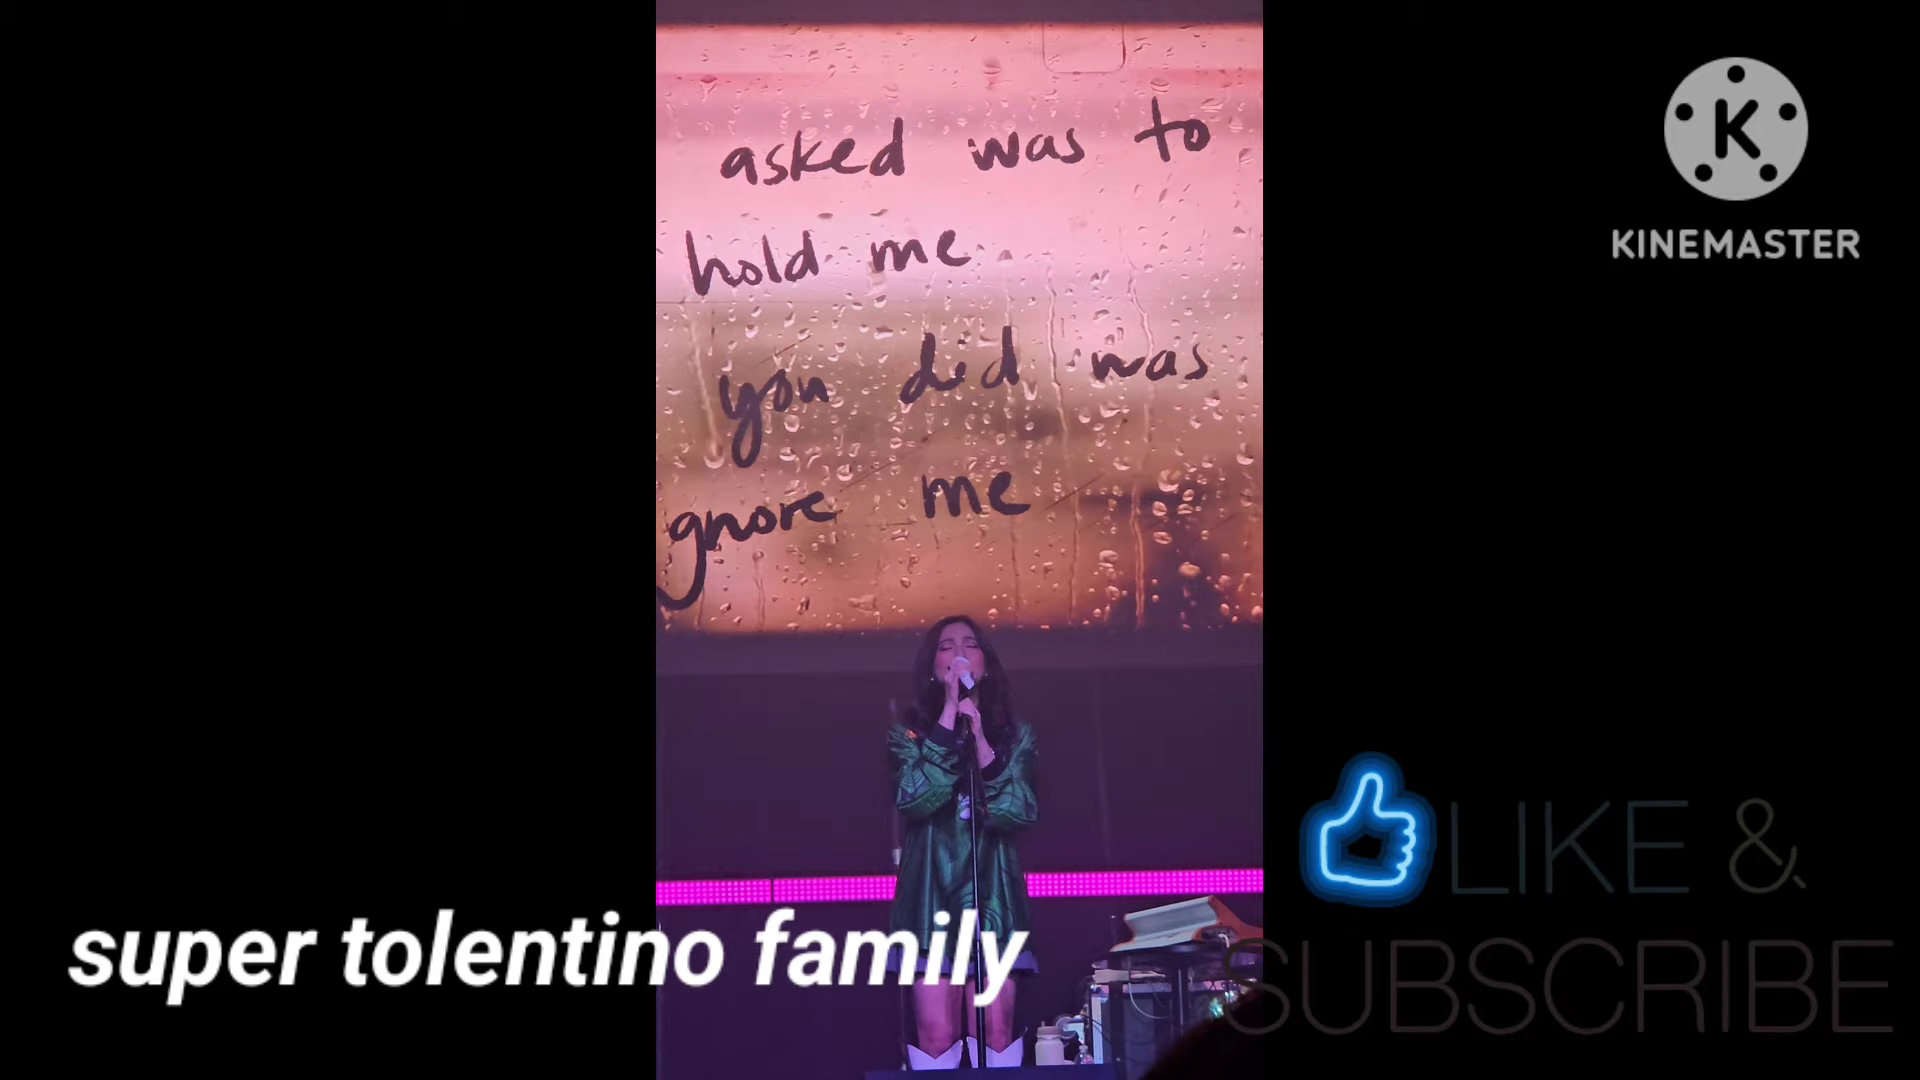 asked was to
hold me
you did was
gnore me
K
KINEMASTER
LIKE &
SUBSCRIBE
super tolentino family